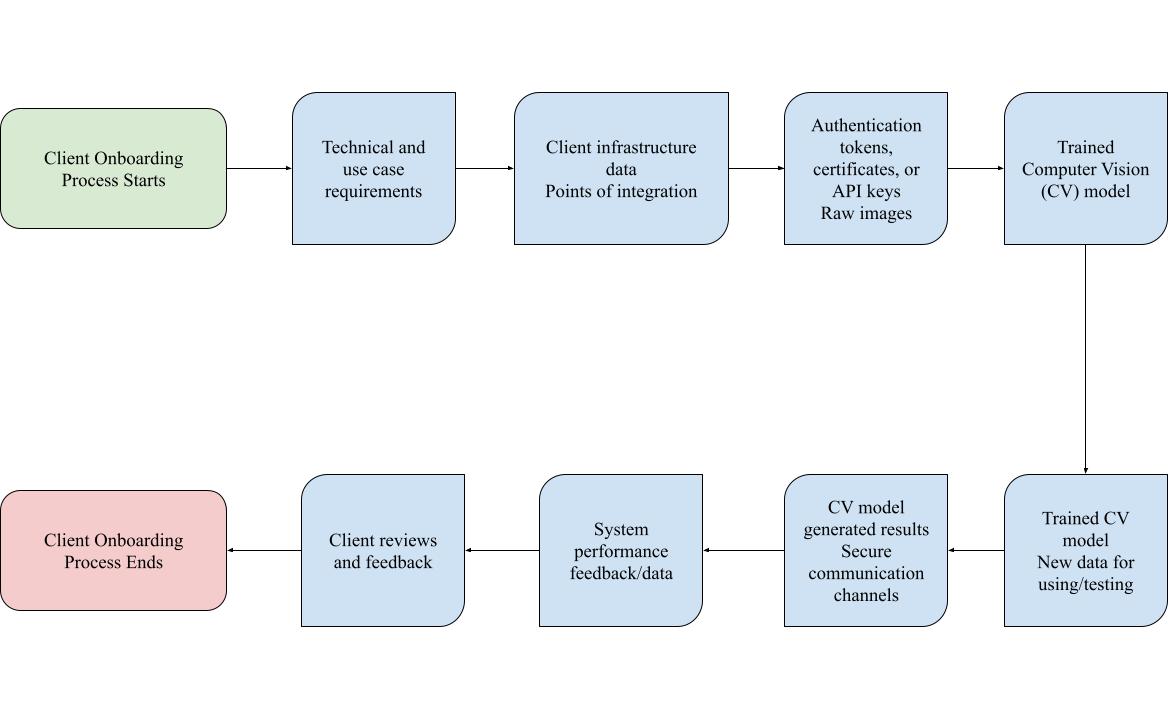 Client Onboarding
Process Starts
Technical and
use case
requirements
Client infrastructure
data
Points of integration
Authentication
tokens,
certificates, or
API keys
Raw images
Trained
Computer Vision
(CV) model
Trained CV
model
New data for
using/testing
CV model
generated results
Secure
communication
channels
System
performance
feedback/data
Client reviews
and feedback
Client Onboarding
Process Ends